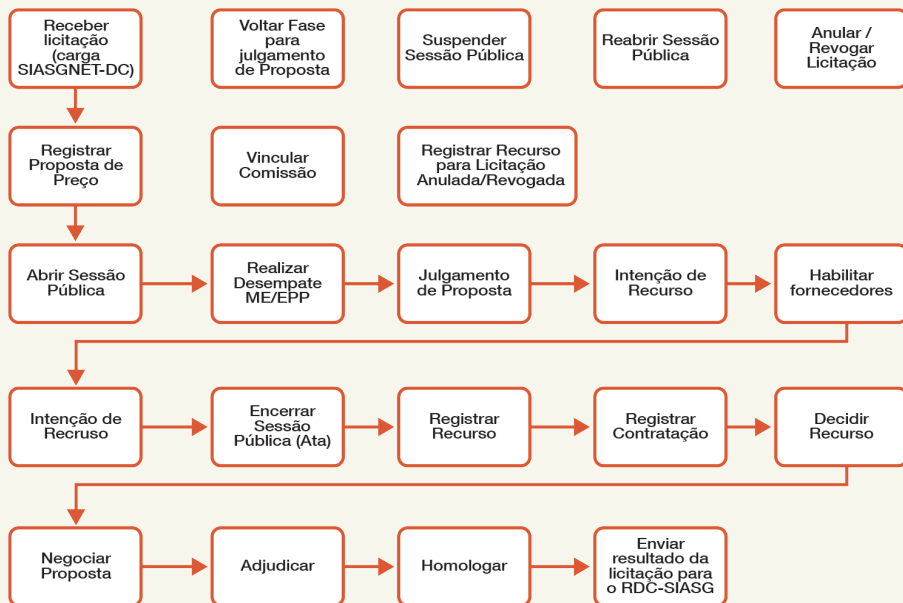 Receber
licitação
(carga
SIASGNET-DC)
Voltar Fase
para
julgamento
de Proposta
Suspender
Sessão Pública
Reabrir Sessão
Pública
Anular /
Revogar
Licitação
Registrar
Proposta de
Preço
Vincular
Comissão
Registrar Recurso
para Licitação
Anulada/Revogada
Abrir Sessão
Pública
Realizar
Desempate
ME/EPP
Julgamento
de Proposta
Intenção de
Recurso
Habilitar
fornecedores
Intenção de
Recruso
Encerrar
Sessão
Pública (Ata)
Registrar
Recurso
Registrar
Contratação
Decidir
Recurso
Negociar
Proposta
Adjudicar
Homologar
Enviar
resultado da
licitação para
o RDC-SIASG